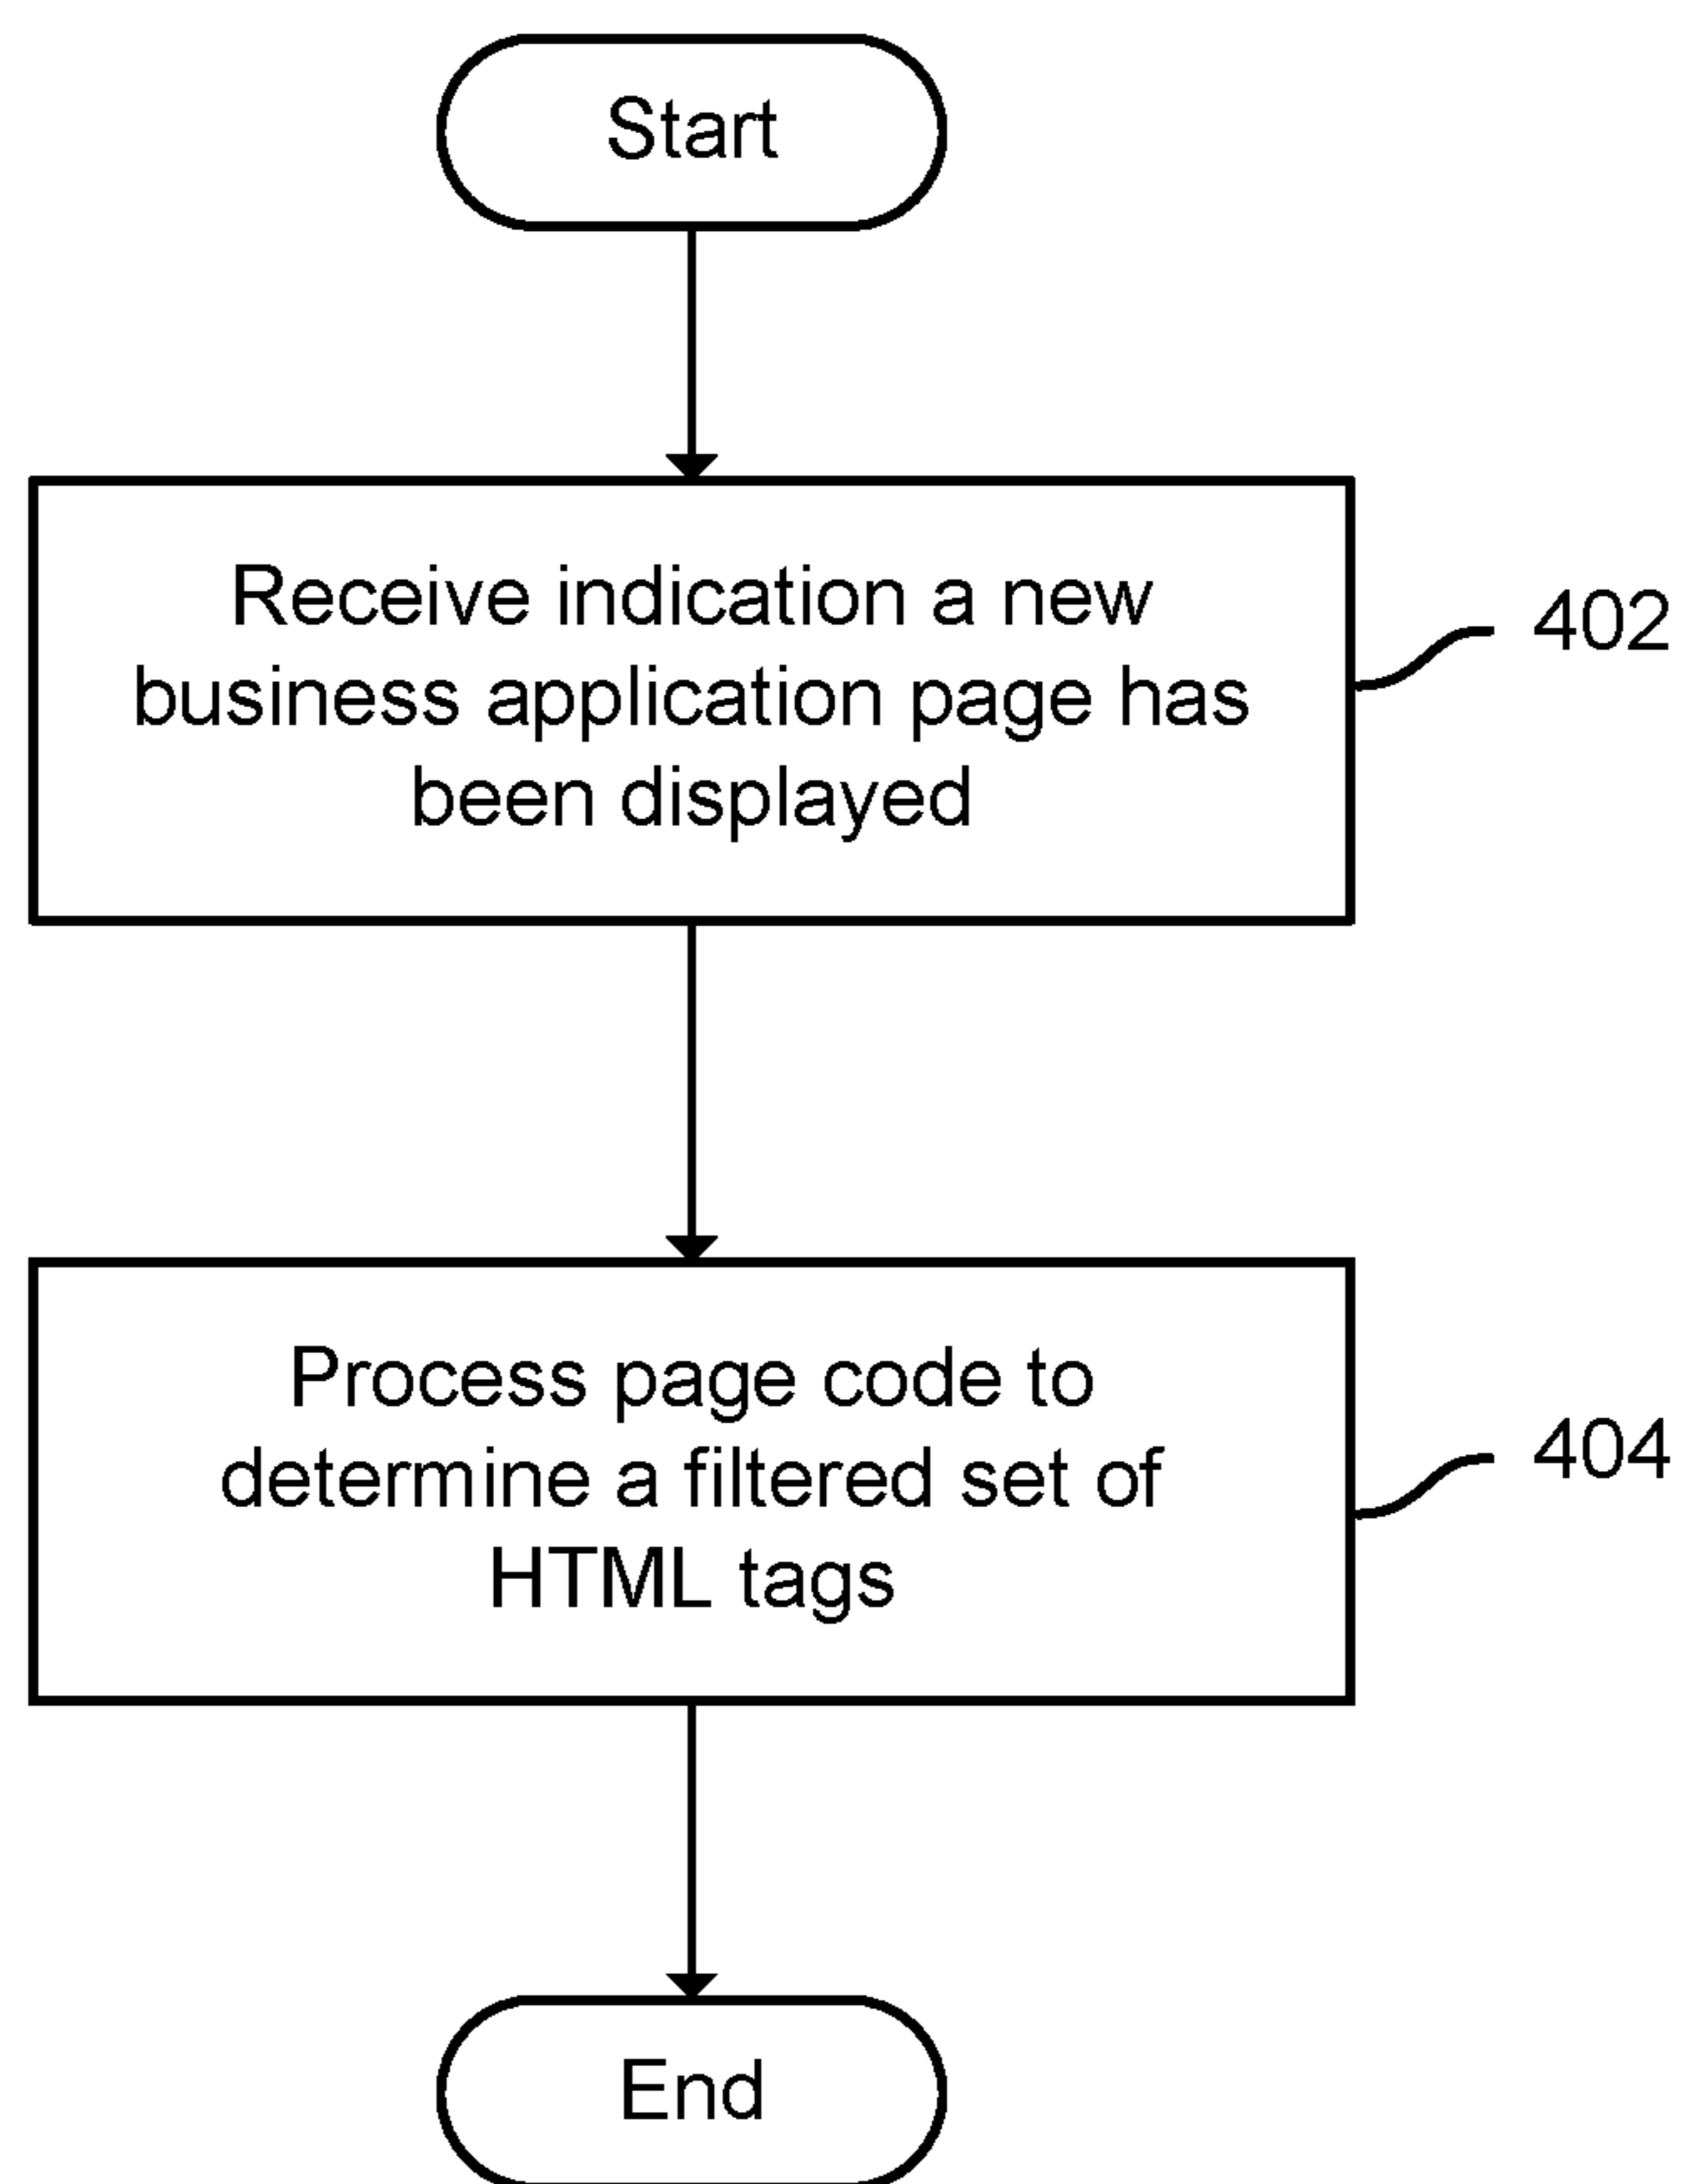 Start
Receive indication a new
business application page has
been displayed
402
Process page code to
determine a filtered set of
HTML tags
404
End